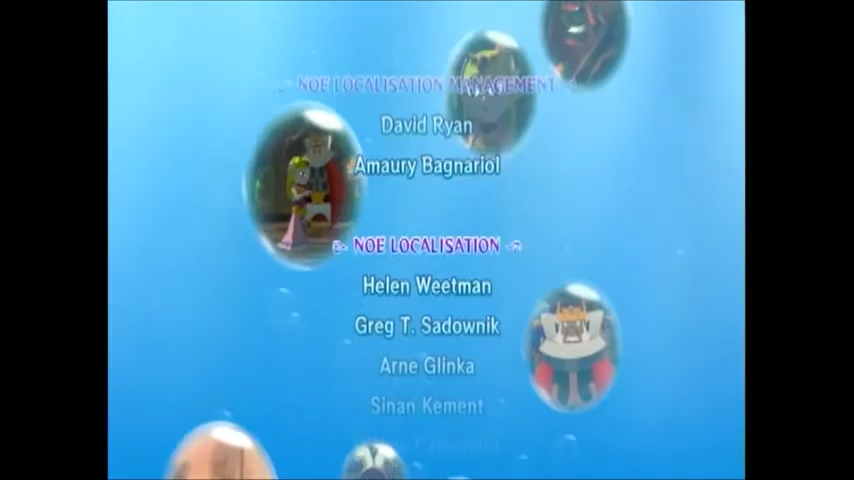 NOE LOCALISATION MANAGEMENT
David Ryan
Amaury Bagnariol
NOE LOCALISATION
Helen Weetman
Greg T. Sadownik
Arne Glinka
Sinan Kement